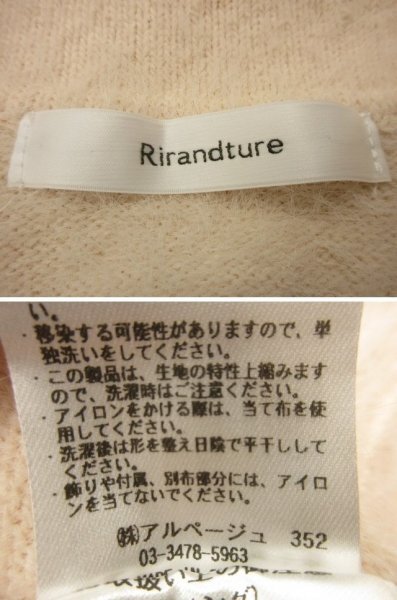 Rirandture
い。
・移染する可能性がありますので、単
独洗いをしてください。
・この製品は、生地の特性上縮みます
ので、洗濯時はご注意ください。
・アイロンをかける際は、当て布を使
用してください。
・洗濯後は形を整え日陰で平干しして
ください。
・飾りや付属、別布部分には、アイロ
ンを当てないでください。
㈱アルページュ 352
03-3478-5963